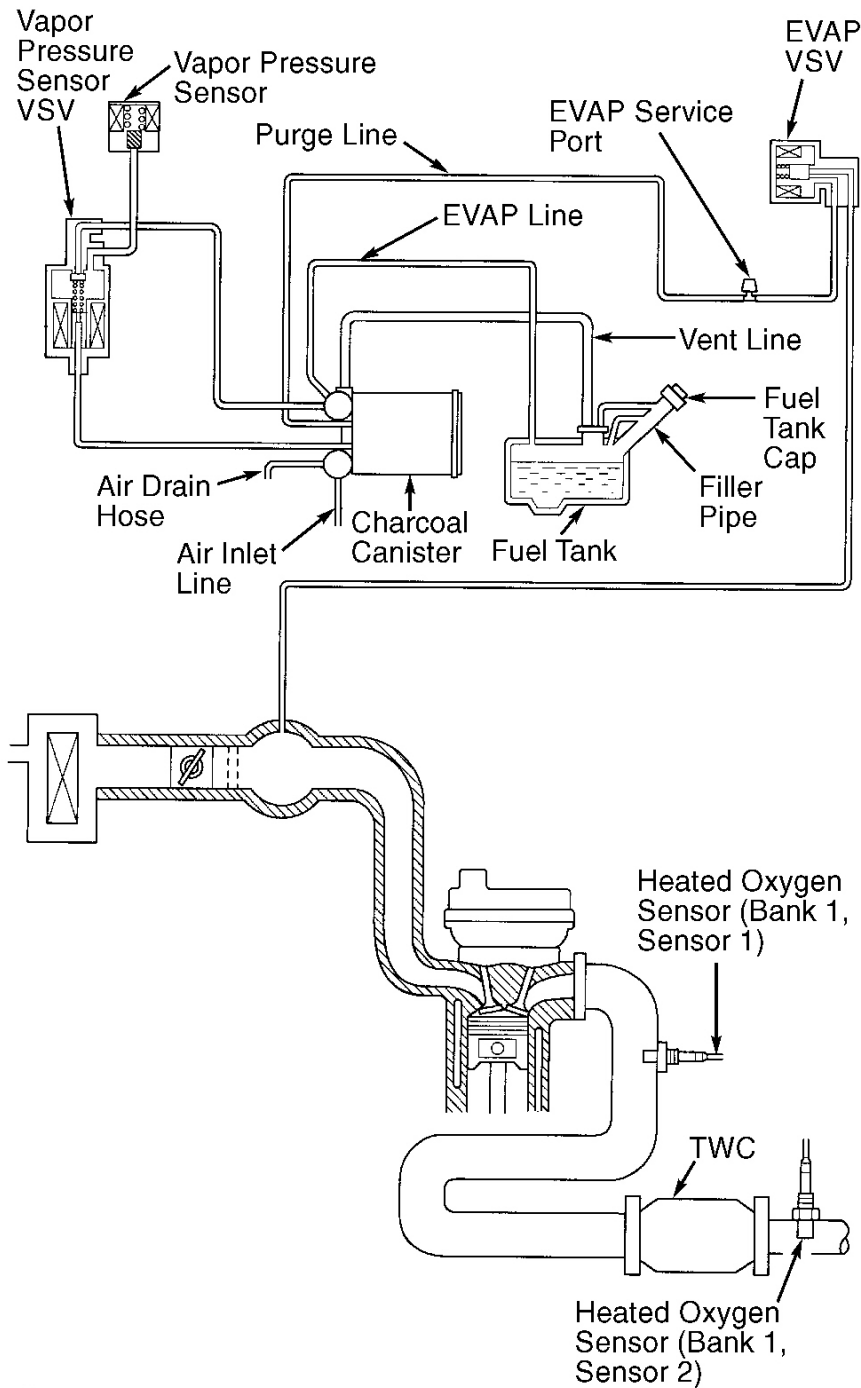 Vapor
Pressure
Sensor
VSV
Vapor Pressure
Sensor
Purge Line
EVAP Line
EVAP Service
Port
EVAP
VSV
Vent Line
Fuel
Tank
Cap
Filler
Pipe
Fuel Tank
Charcoal
Canister
Air Drain
Hose
Air Inlet
Line
Heated Oxygen
Sensor (Bank 1,
Sensor 1)
TWC
Heated Oxygen
Sensor (Bank 1,
Sensor 2)